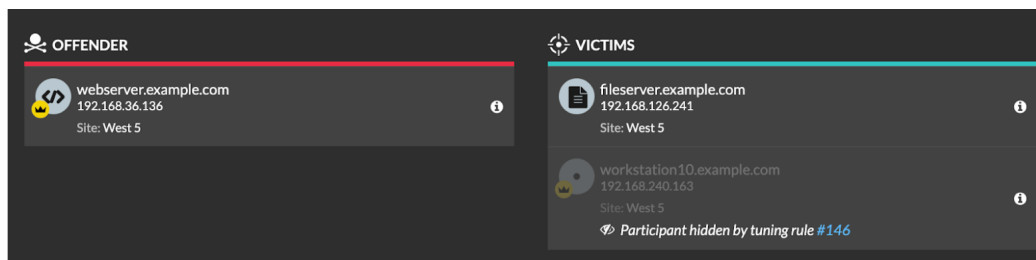 OFFENDER
webserver.example.com
192.168.36.136
Site: West 5
VICTIMS
fileserver.example.com
192.168.126.241
Site: West 5
workstation10.example.com
192.168.240.163
Site: West 5
Participant hidden by tuning rule #146